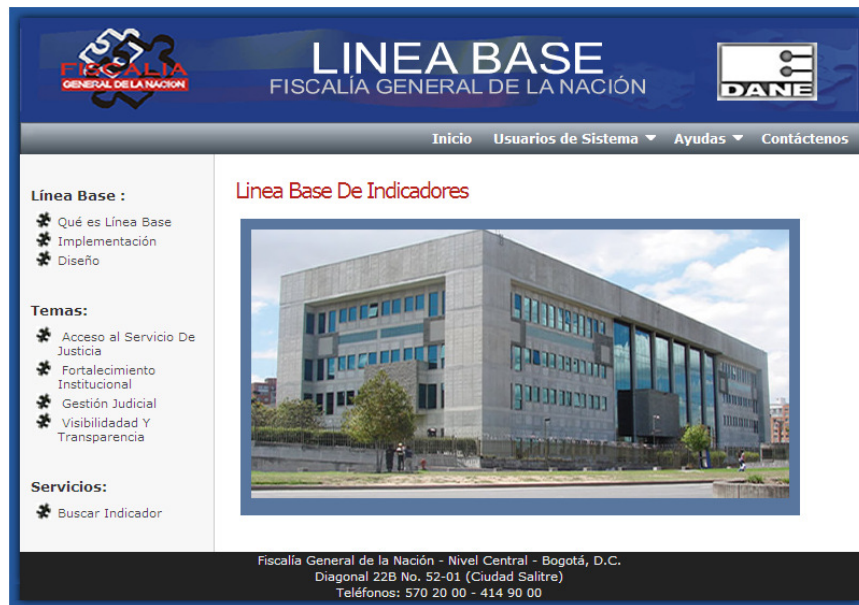 FISCALIA
GENERAL DE LA NACION
LINEA BASE
FISCALÍA GENERAL DE LA NACIÓN
DANE
Inicio Usuarios de Sistema Ayudas Contáctenos
Línea Base :
Qué es Línea Base
Implementación
Diseño
Temas:
Acceso al Servicio De
Justicia
Fortalecimiento
Institucional
Gestión Judicial
Visibilidadad Y
Transparencia
Servicios:
Buscar Indicador
Linea Base De Indicadores
Fiscalía General de la Nación - Nivel Central - Bogotá, D.C.
Diagonal 22B No. 52-01 (Ciudad Salitre)
Teléfonos: 570 20 00 - 414 90 00